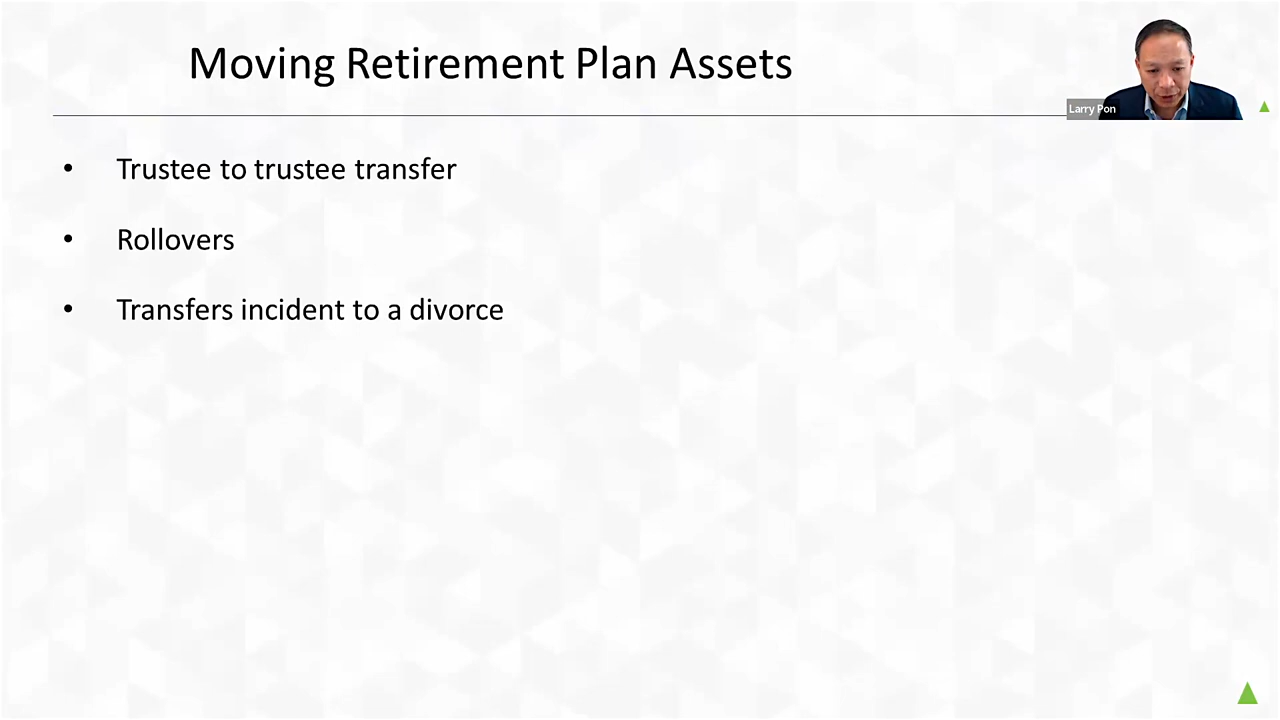 Moving Retirement Plan Assets
Larry Pon
• Trustee to trustee transfer
• Rollovers
• Transfers incident to a divorce